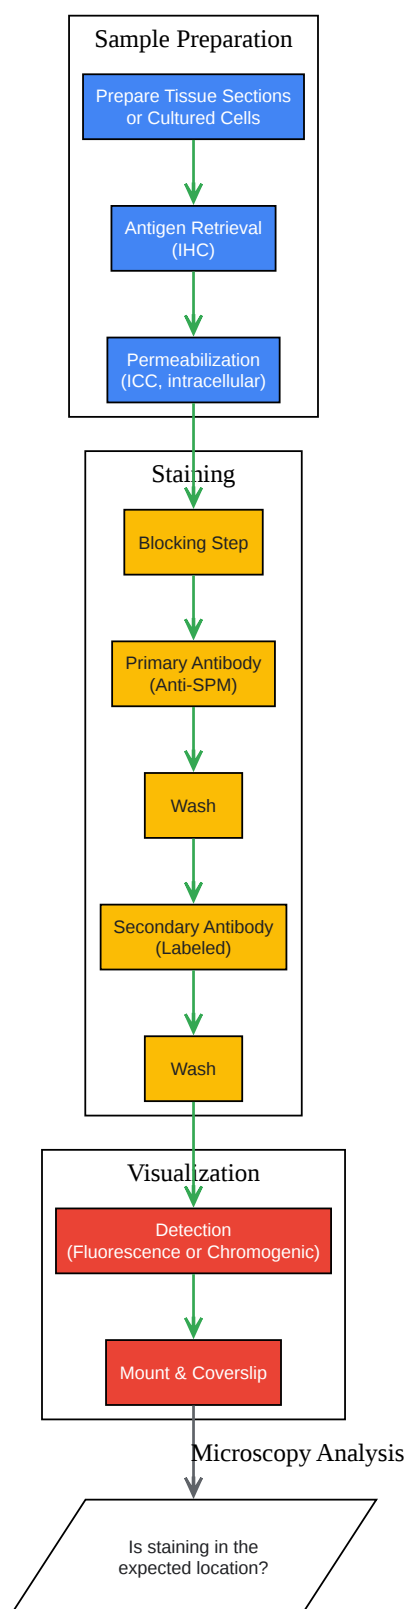 Sample Preparation
Prepare Tissue Sections
or Cultured Cells
Antigen Retrieval
(IHC)
Permeabilization
(ICC, intracellular)
Staining
Blocking Step
Primary Antibody
(Anti-SPM)
Wash
Secondary Antibody
(Labeled)
Wash
Visualization
Detection
(Fluorescence or Chromogenic)
Mount & Coverslip
Microscopy Analysis
Is staining in the
expected location?